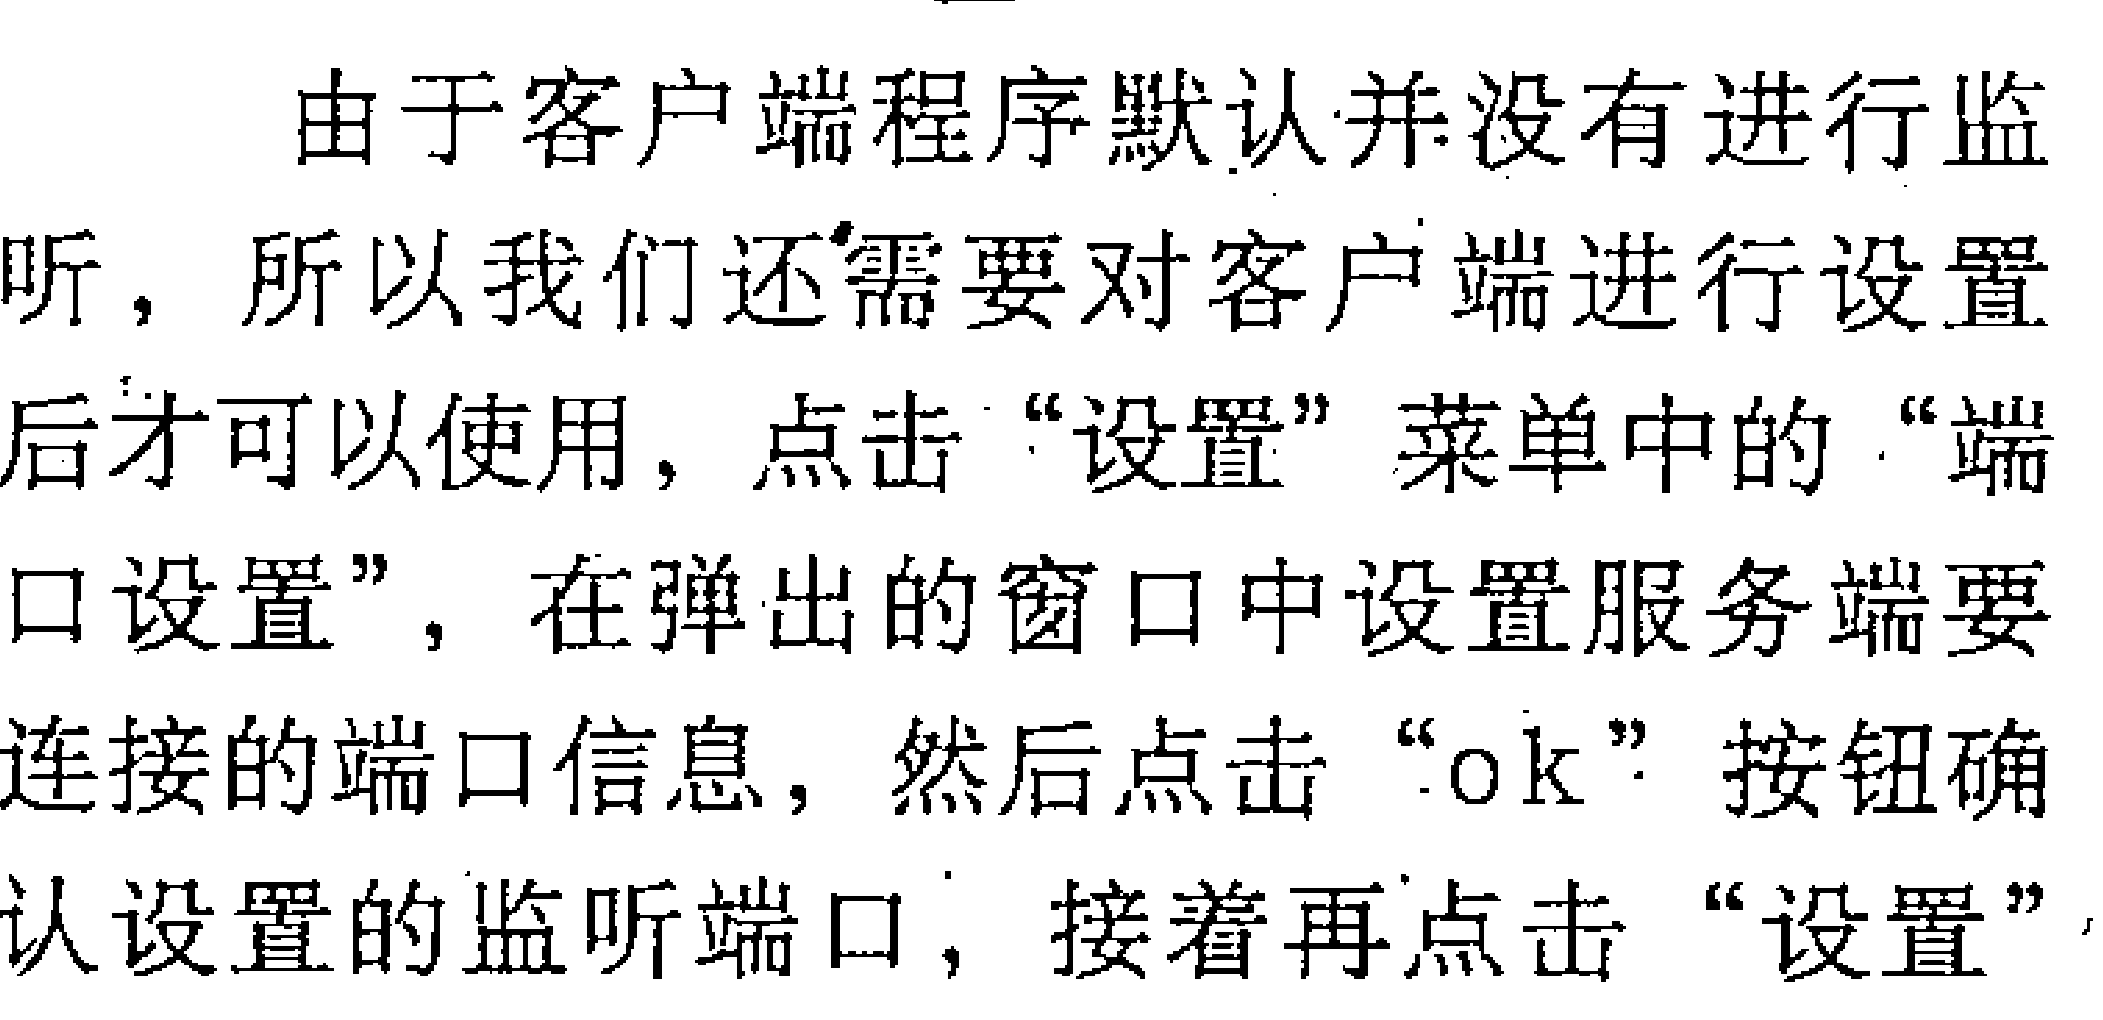 由于客户端程序默认并没有进行监
听，所以我们还需要对客户端进行设置
后才可以使用，点击“设置”菜单中的“端
口设置”，在弹出的窗口中设置服务端要
连接的端口信息，然后点击“ok”按钮确
认设置的监听端口，接着再点击“设置”